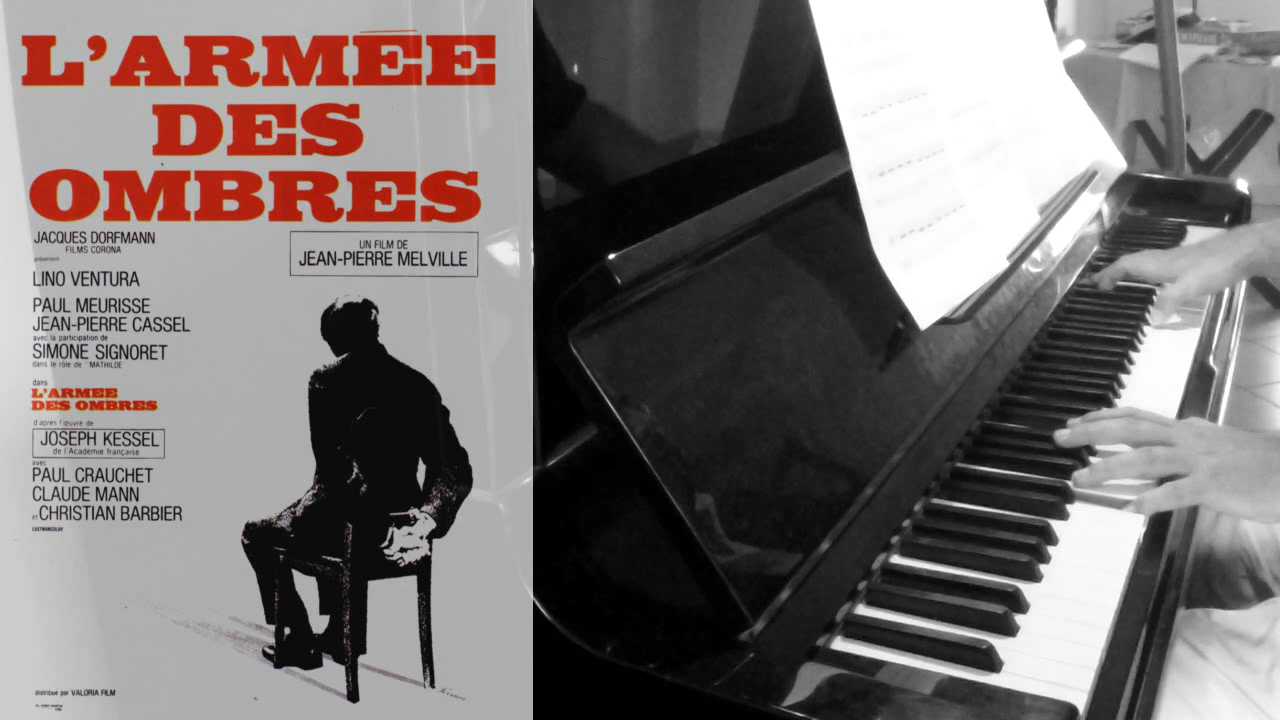 L'ARMÉE
DES
OMBRES
JACQUES DORFMANN
FILMS CORONA
présentent
UN FILM DE
JEAN-PIERRE MELVILLE
LINO VENTURA
PAUL MEURISSE
JEAN-PIERRE CASSEL
avec la participation de
SIMONE SIGNORET
dans le rôle de MATHILDE
dans
L'ARMÉE
DES OMBRES
d'après l'œuvre de
JOSEPH KESSEL
de l'Académie française
avec
PAUL CRAUCHET
CLAUDE MANN
et CHRISTIAN BARBIER
EASTMANCOLOR
distribué par VALORIA FILM